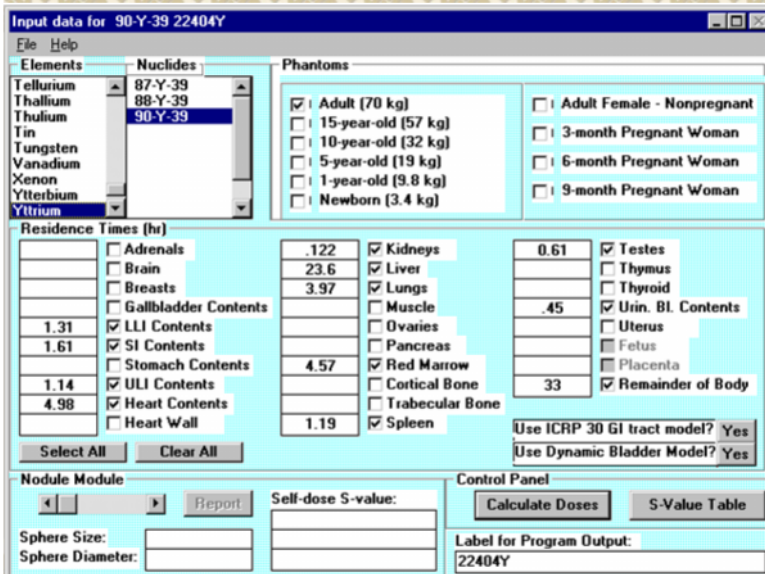 Input data for 90-Y-39 22404Y
File Help
Elements Nuclides Phantoms
Tellurium
Thallium
Thulium
Tin
Tungsten
Vanadium
Xenon
Ytterbium
Yttrium
87-Y-39
88-Y-39
90-Y-39
Adult (70 kg)
15-year-old (57 kg)
10-year-old (32 kg)
5-year-old (19 kg)
1-year-old (9.8 kg)
Newborn (3.4 kg)
Adult Female - Nonpregnant
3-month Pregnant Woman
6-month Pregnant Woman
9-month Pregnant Woman
Residence Times (hr)
Adrenals
Brain
Breasts
Gallbladder Contents
1.31 LLI Contents
1.61 SI Contents
Stomach Contents
1.14 ULI Contents
4.98 Heart Contents
Heart Wall
.122 Kidneys
23.6 Liver
3.97 Lungs
Muscle
Ovaries
Pancreas
4.57 Red Marrow
Cortical Bone
Trabecular Bone
1.19 Spleen
0.61 Testes
Thymus
Thyroid
.45 Urin. Bl. Contents
Uterus
Fetus
Placenta
33 Remainder of Body
Use ICRP 30 GI tract model? Yes
Use Dynamic Bladder Model? Yes
Select All Clear All
Nodule Module
Report
Self-dose S-value:
Sphere Size:
Sphere Diameter:
Control Panel
Calculate Doses S-Value Table
Label for Program Output:
22404Y